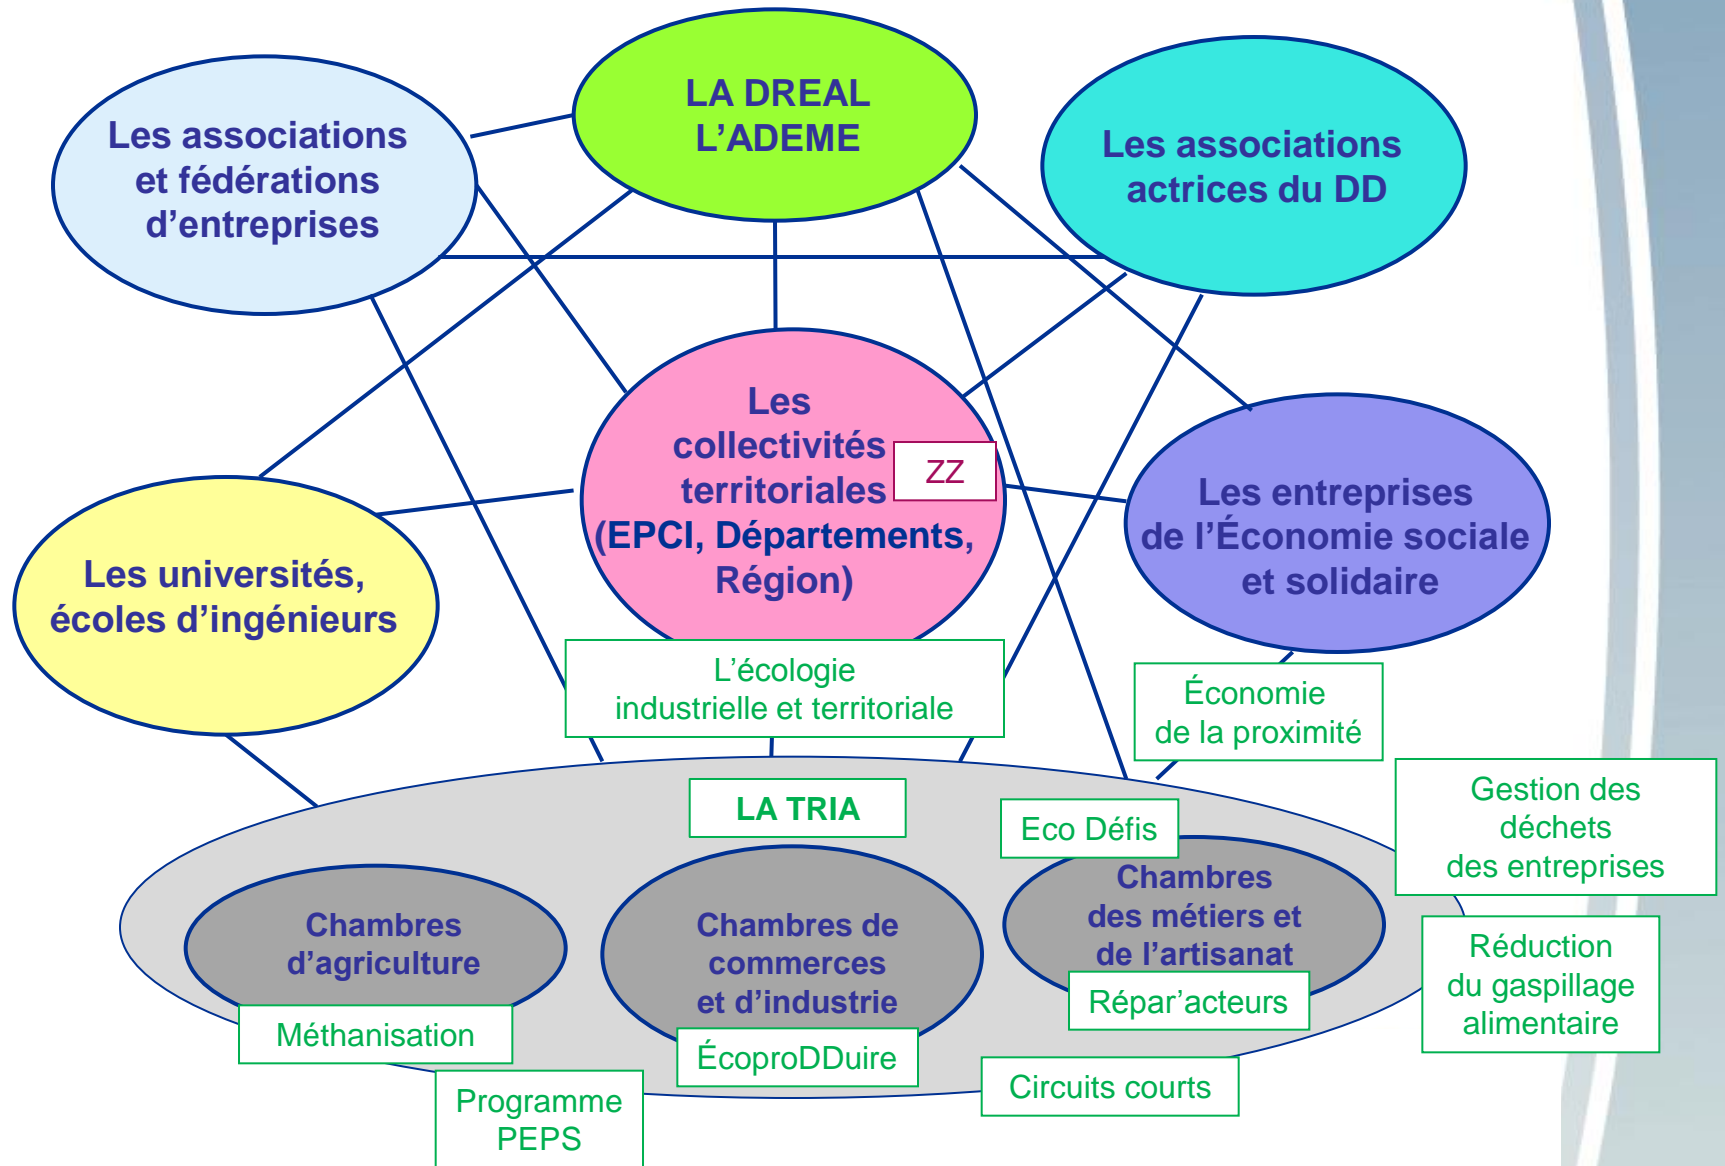 LA DREAL
L’ADEME
Les associations
et fédérations
d’entreprises
Les associations
actrices du DD
Les
collectivités
territoriales
(EPCI, Départements,
Région)
ZZ
Les entreprises
de l’Économie sociale
et solidaire
Les universités,
écoles d’ingénieurs
L’écologie
industrielle et territoriale
Économie
de la proximité
LA TRIA
Eco Défis
Gestion des
déchets
des entreprises
Chambres
d’agriculture
Chambres de
commerces
et d’industrie
Chambres
des métiers et
de l’artisanat
Répar’acteurs
Réduction
du gaspillage
alimentaire
Méthanisation
ÉcoproDDuire
Circuits courts
Programme
PEPS